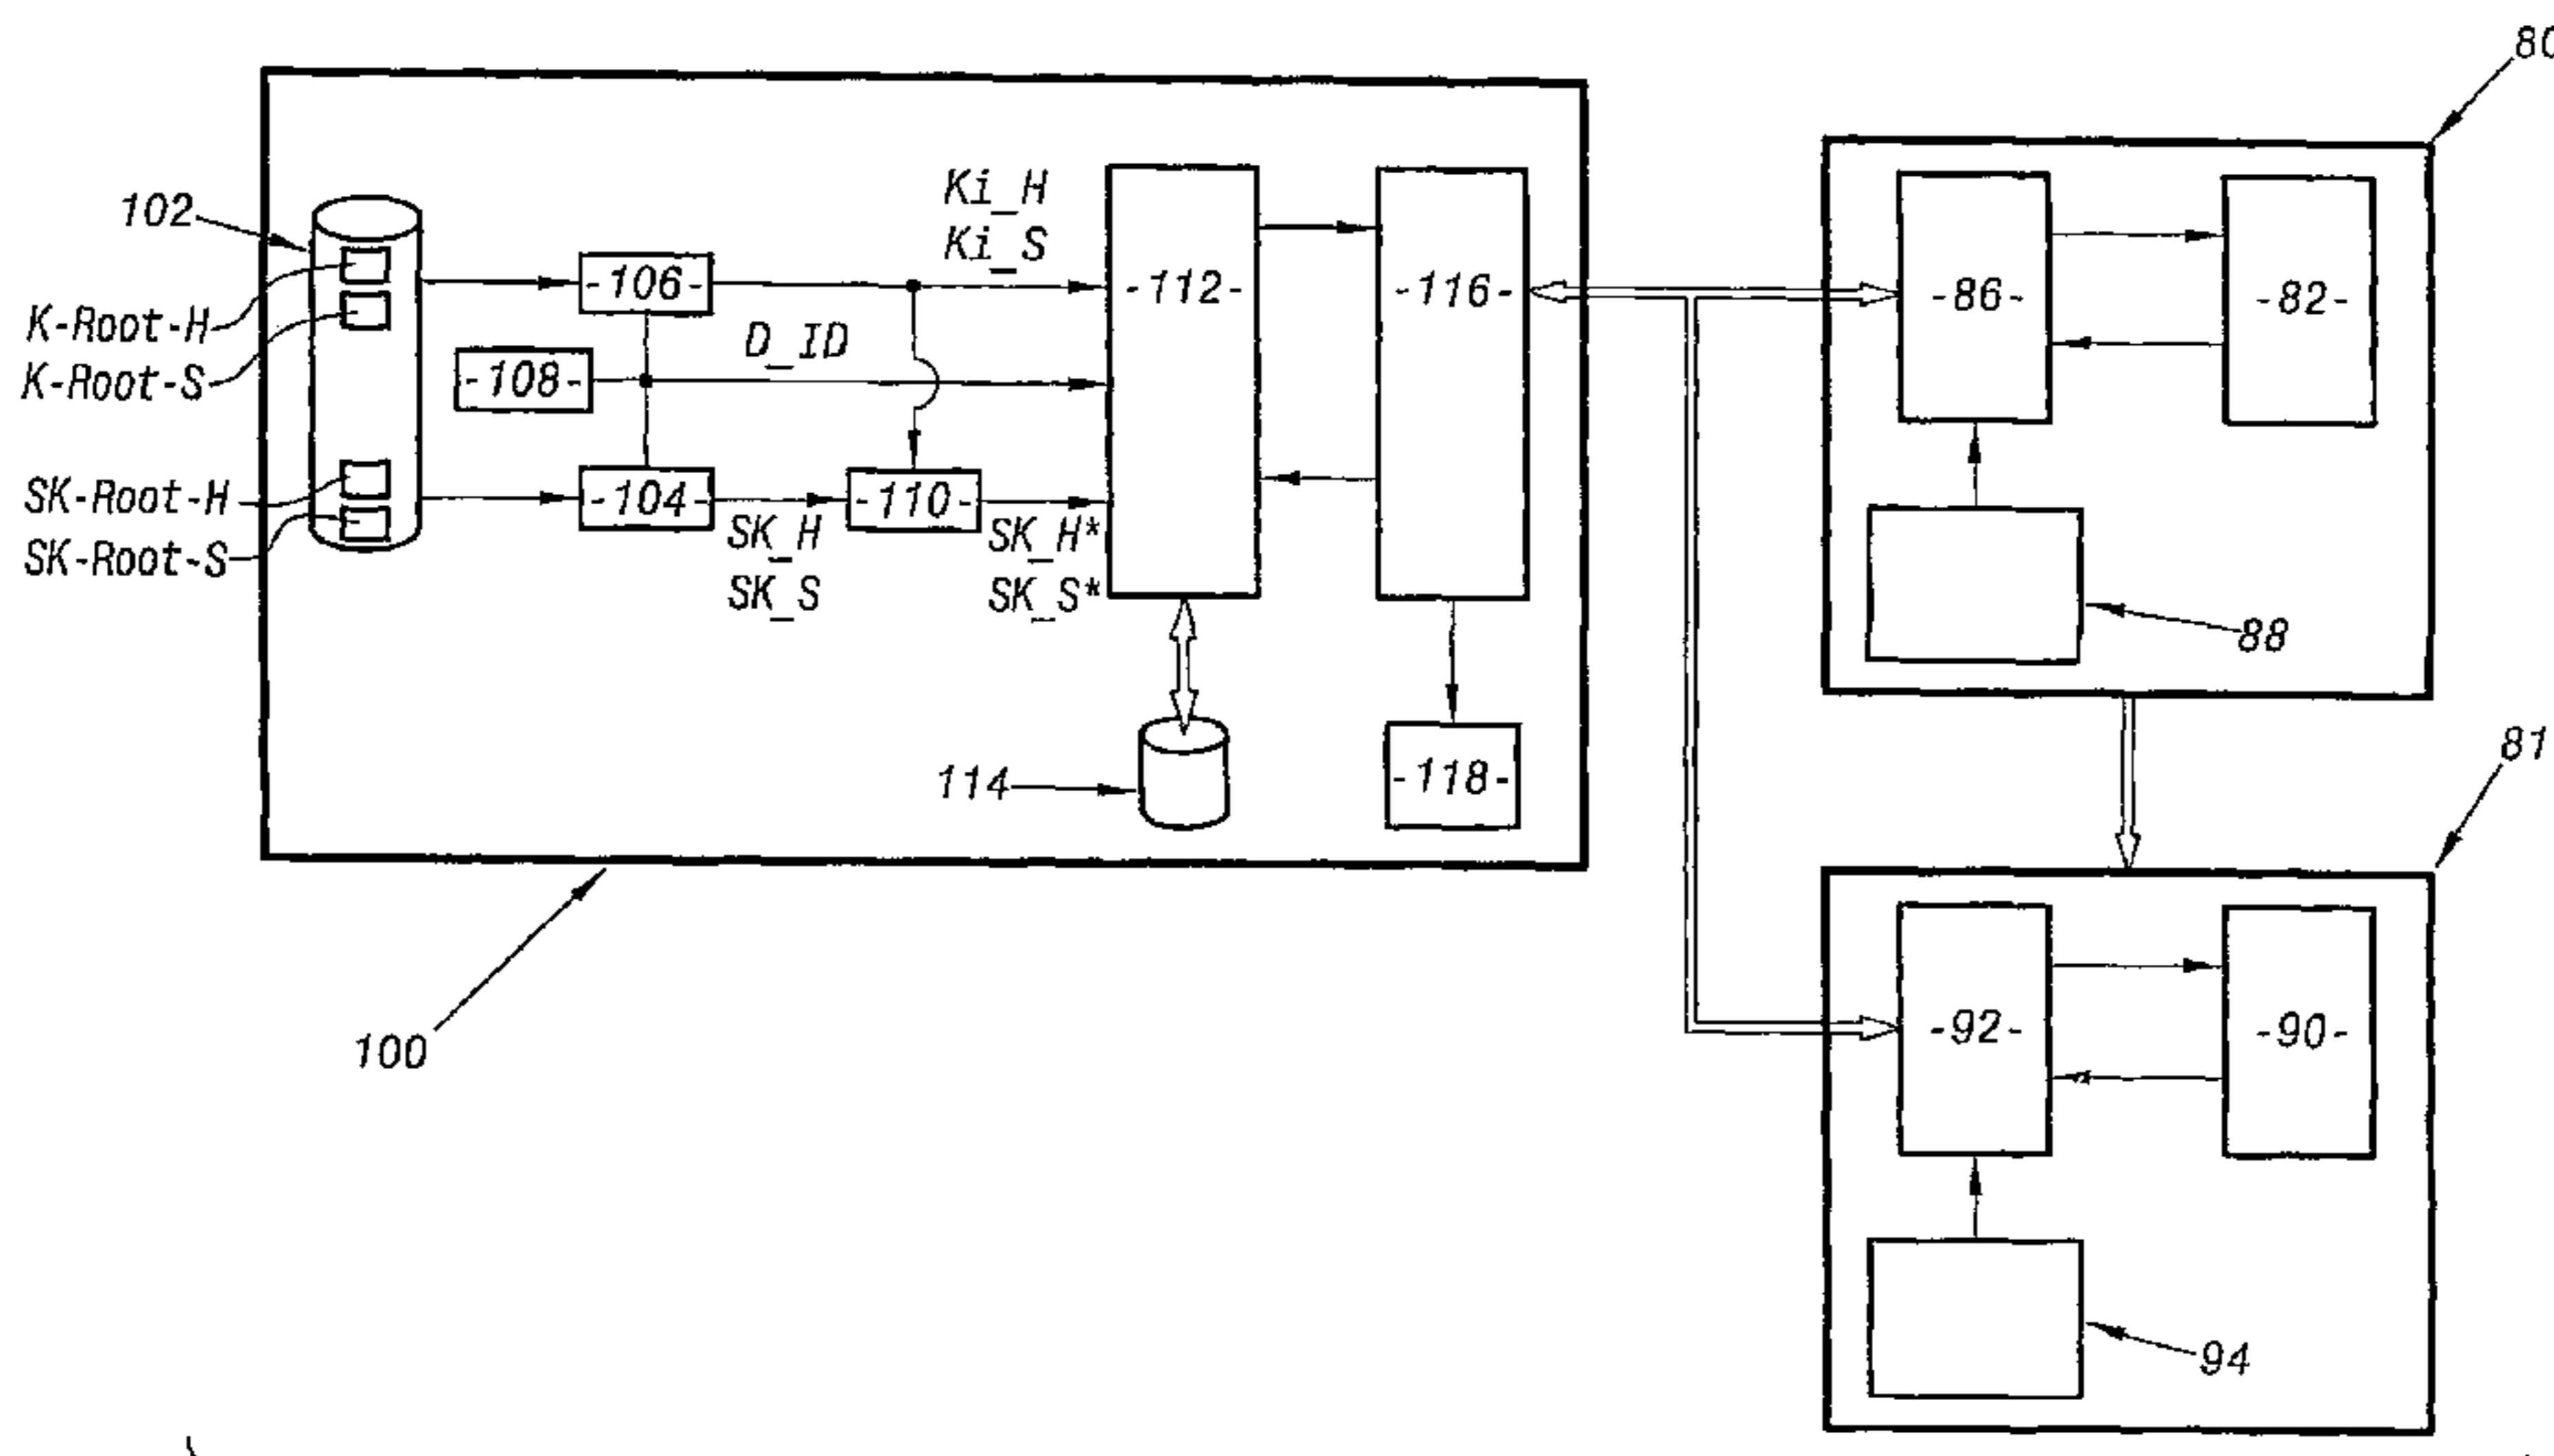 80
102
Ki_H
Ki_S
-106-
-112-
-116-
-86-
-82-
K-Root-H
K-Root-S
D_ID
-108-
SK-Root-H
SK-Root-S
-104-
-110-
SK_H
SK_S
SK_H*
SK_S*
88
114
-118-
81
100
-92-
-90-
94